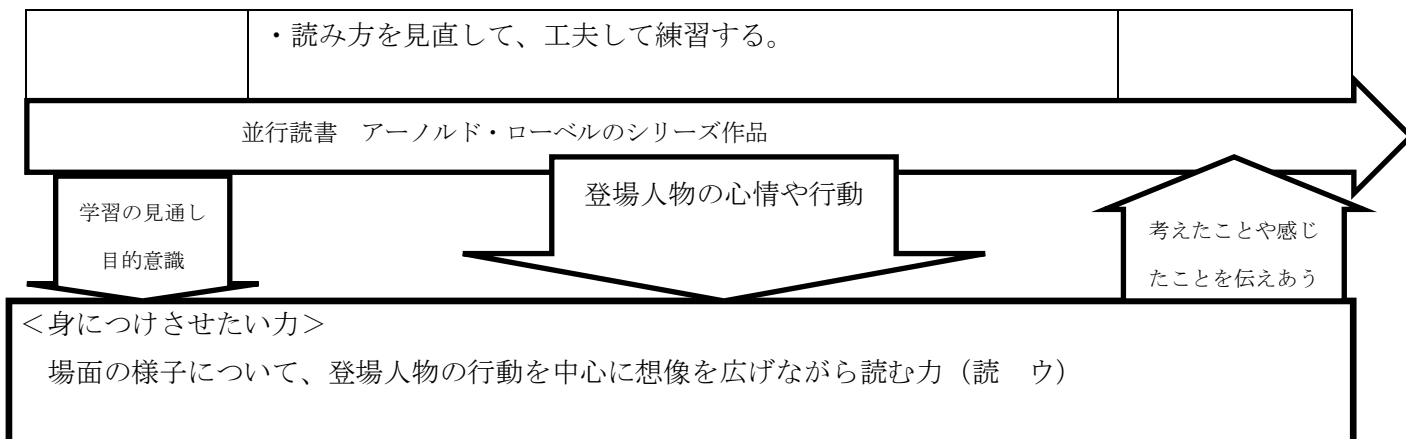 ・読み方を見直して、工夫して練習する。
並行読書　アーノルド・ローベルのシリーズ作品
学習の見通し
目的意識
登場人物の心情や行動
考えたことや感じ
たことを伝えあう
＜身につけさせたい力＞
場面の様子について、登場人物の行動を中心に想像を広げながら読む力（読　ウ）